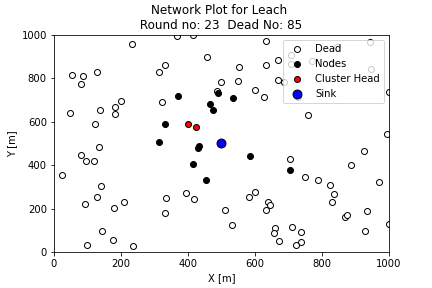 Network Plot for Leach
Round no: 23  Dead No: 85
Dead
Nodes
Cluster Head
Sink
Y [m]
1000
800
600
400
200
0
0
200
400
600
800
1000
X [m]